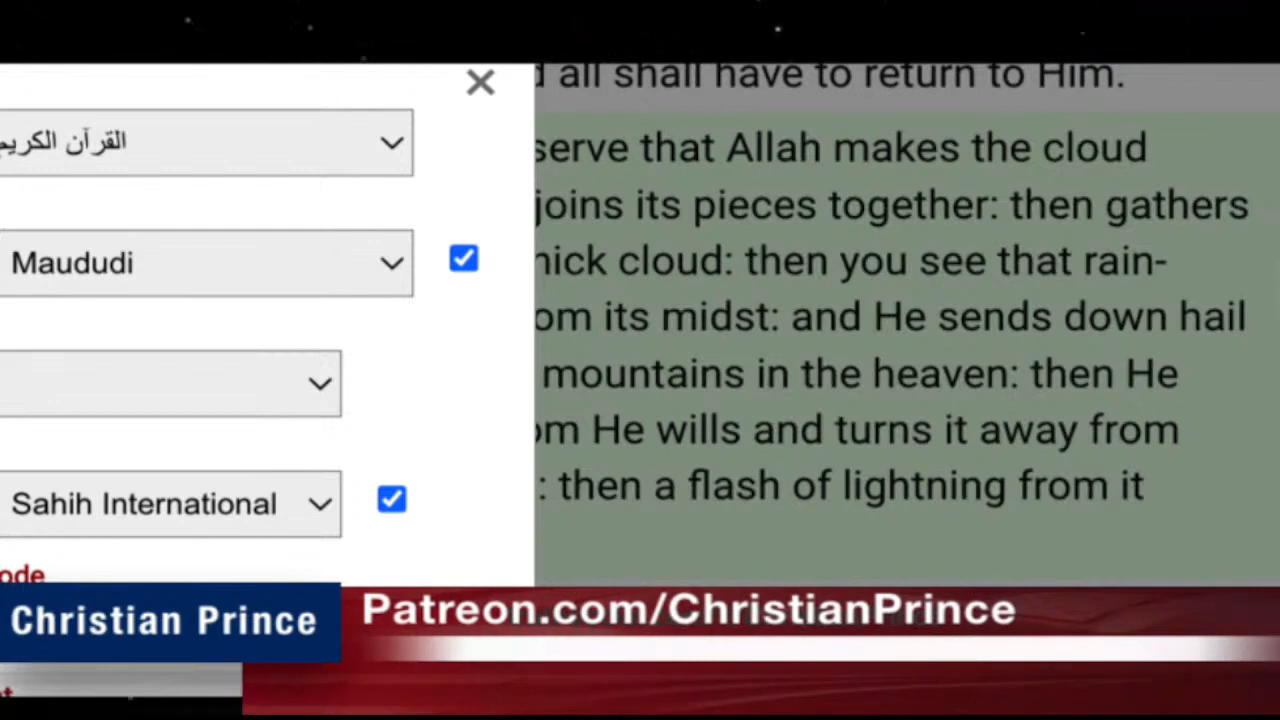 all shall have to return to Him.
القرآن الكريم
serve that Allah makes the cloud
joins its pieces together: then gathers
Maududi
hick cloud: then you see that rain-
om its midst: and He sends down hail
mountains in the heaven: then He
om He wills and turns it away from
Sahih International
: then a flash of lightning from it
ode
Christian Prince
Patreon.com/ChristianPrince